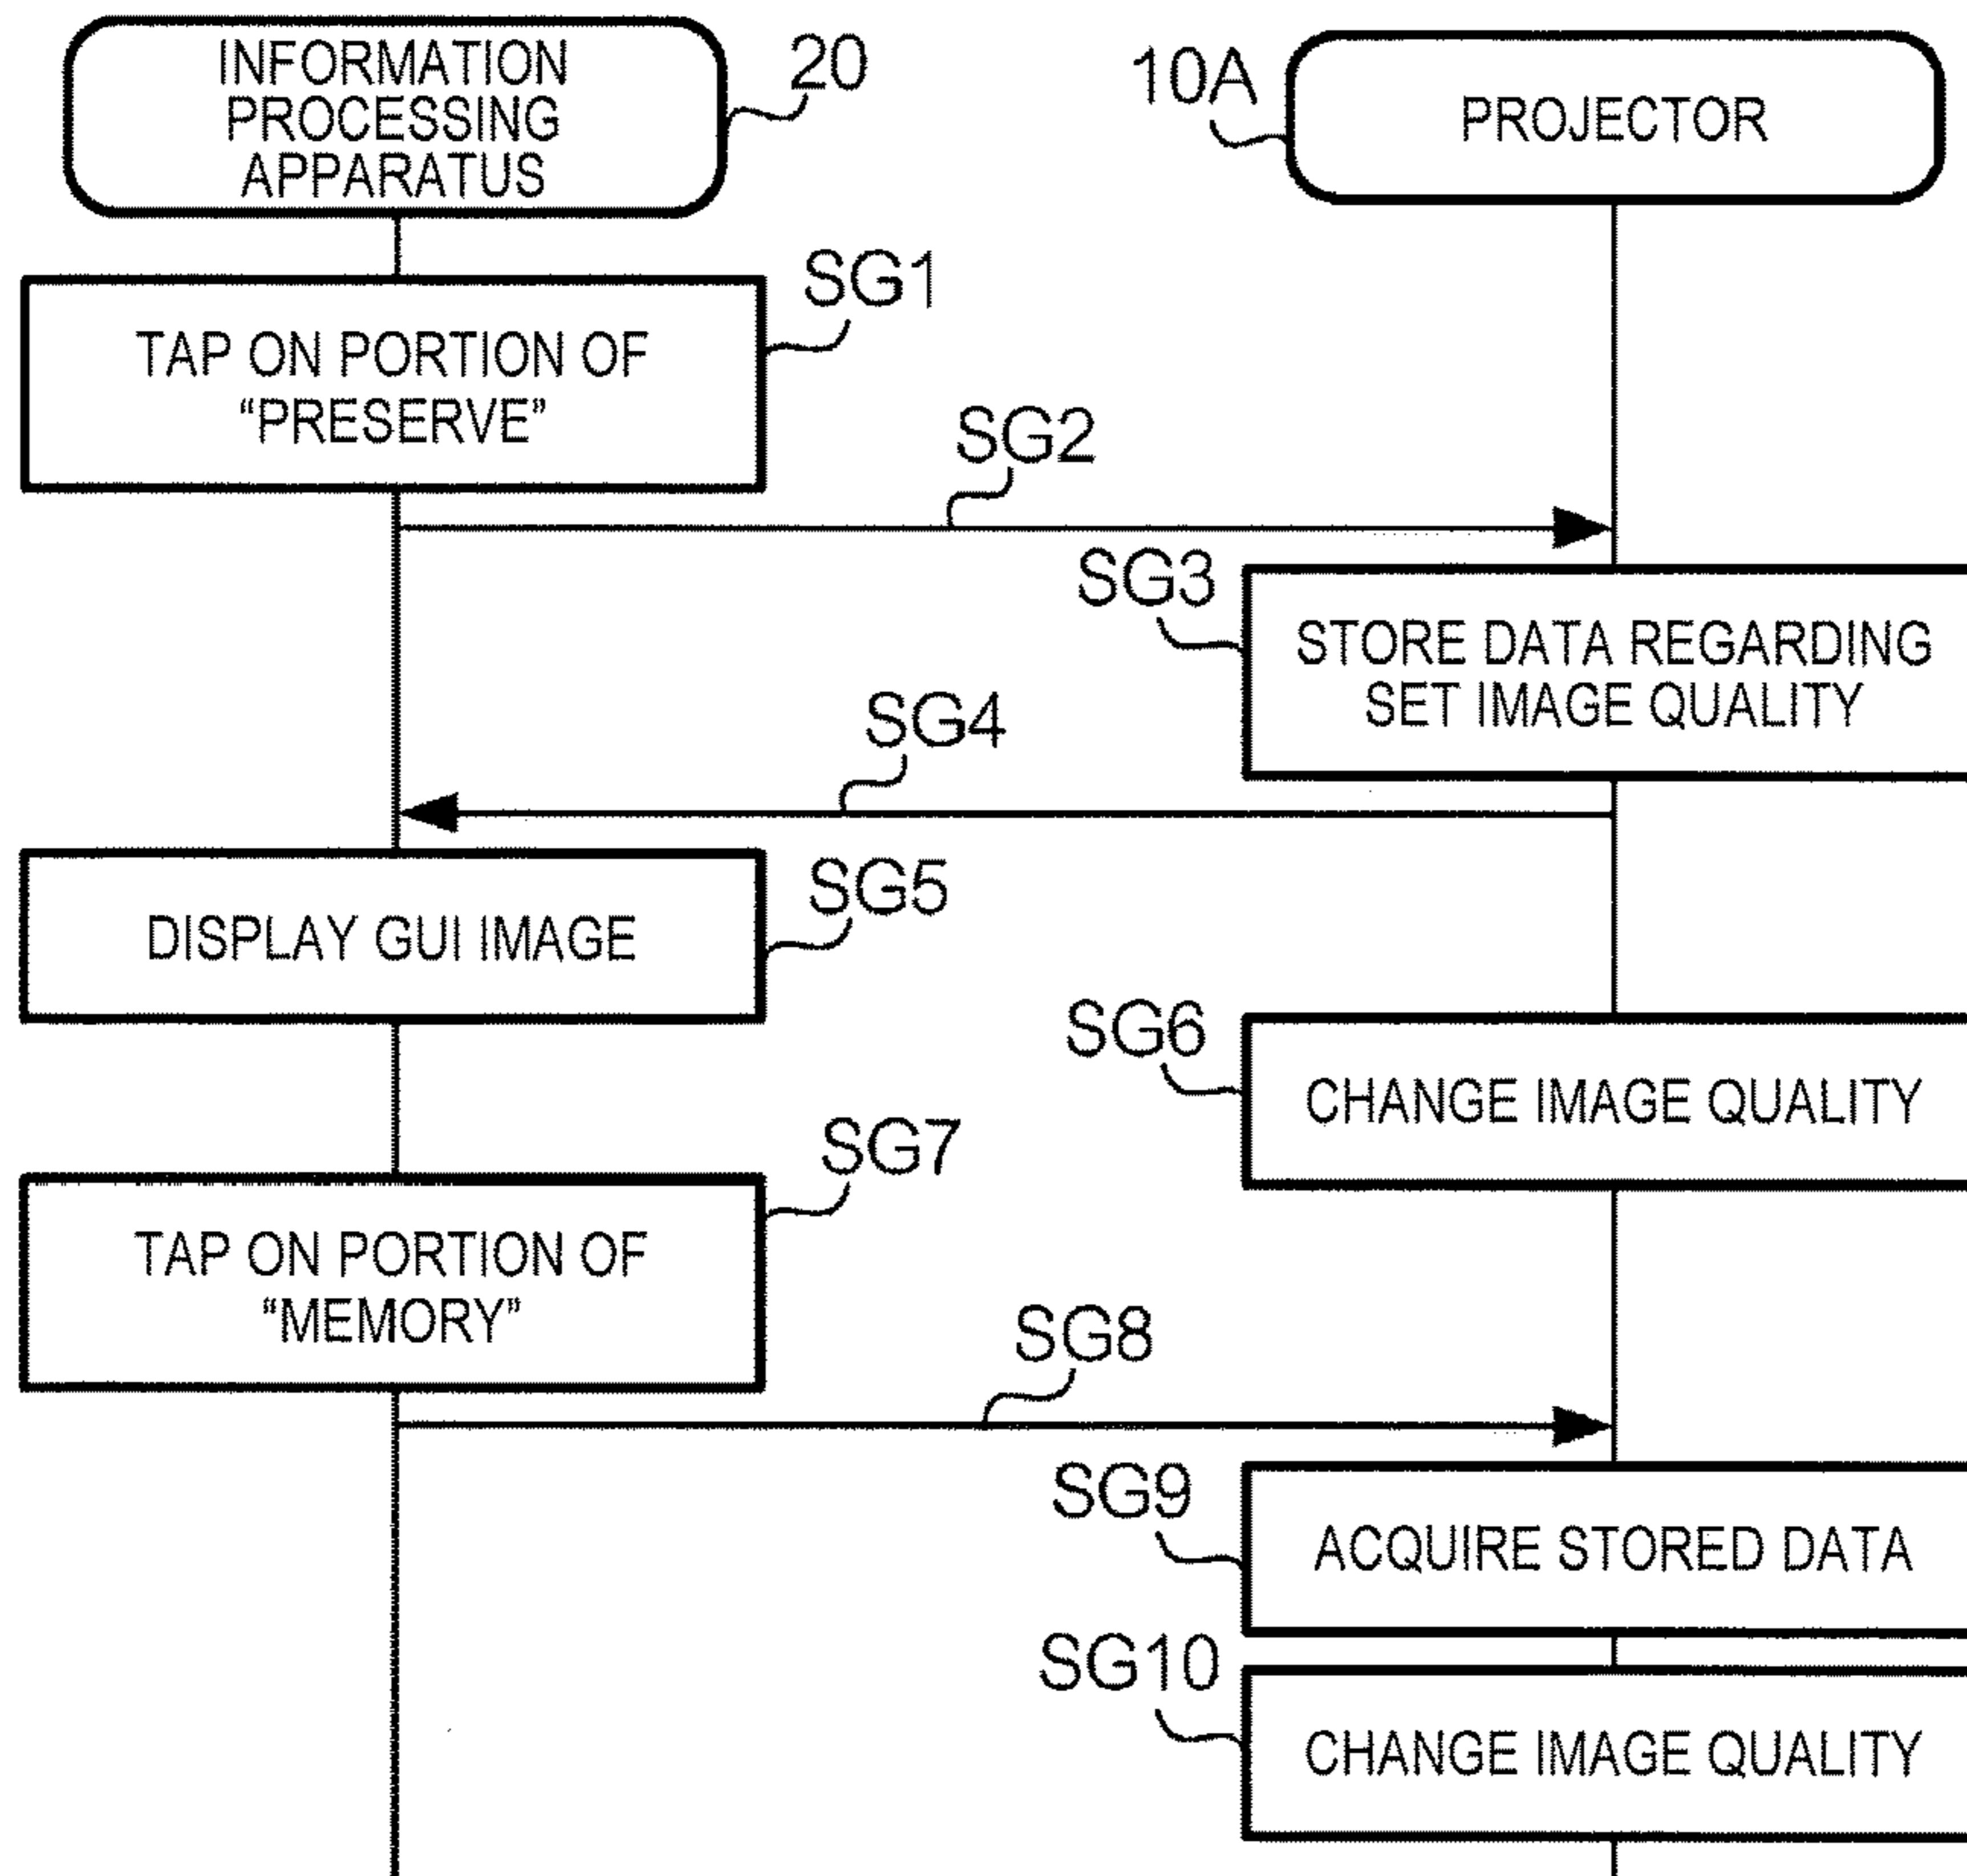 INFORMATION
PROCESSING
APPARATUS
20
10A
PROJECTOR
SG1
TAP ON PORTION OF
“PRESERVE”
SG2
SG3
STORE DATA REGARDING
SET IMAGE QUALITY
SG4
SG5
DISPLAY GUI IMAGE
SG6
CHANGE IMAGE QUALITY
SG7
TAP ON PORTION OF
“MEMORY”
SG8
SG9
ACQUIRE STORED DATA
SG10
CHANGE IMAGE QUALITY